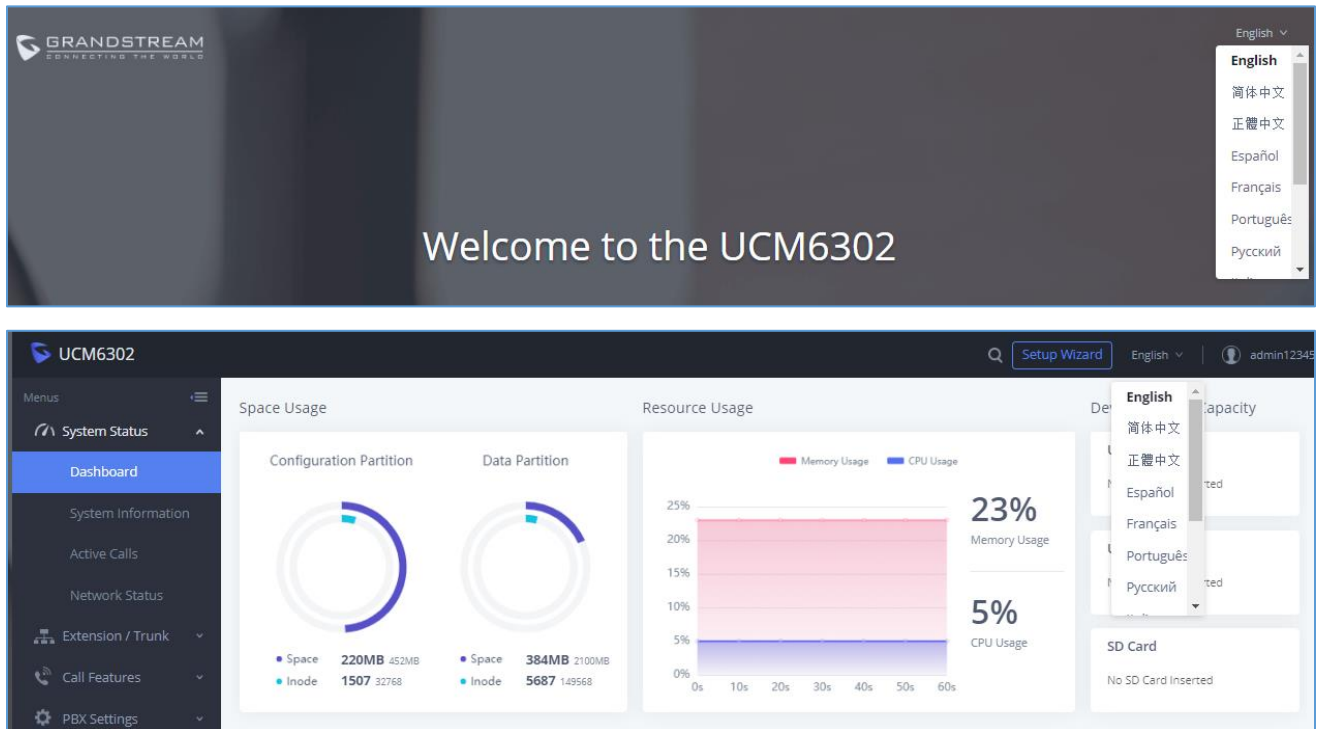 GRANDSTREAM
CONNECTING THE WORLD
English
English
简体中文
正體中文
Español
Français
Português
Русский
Welcome to the UCM6302
UCM6302
Setup Wizard
English
admin12345
Menus
System Status
Dashboard
System Information
Active Calls
Network Status
Extension / Trunk
Call Features
PBX Settings
Space Usage
Configuration Partition
Data Partition
Space 220MB 452MB
Inode 1507 32768
Space 384MB 2100MB
Inode 5687 149568
Resource Usage
Memory Usage
CPU Usage
25%
20%
15%
10%
5%
0%
0s 10s 20s 30s 40s 50s 60s
23%
Memory Usage
5%
CPU Usage
English
简体中文
正體中文
Español
Français
Português
Русский
SD Card
No SD Card Inserted